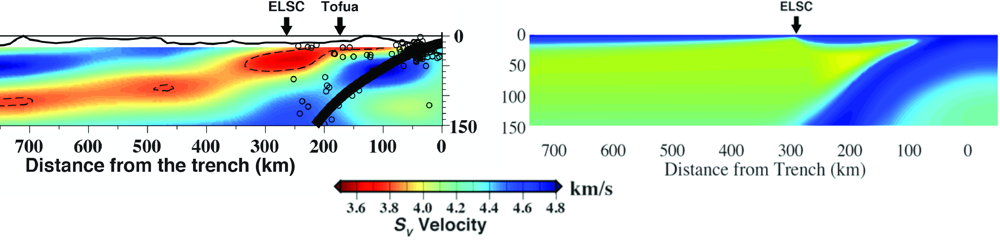 ELSC Tofua
0
150
700 600 500 400 300 200 100 0
Distance from the trench (km)
ELSC
0
50
100
150
700 600 500 400 300 200 100 0
Distance from Trench (km)
km/s
3.6 3.8 4.0 4.2 4.4 4.6 4.8
Sv Velocity